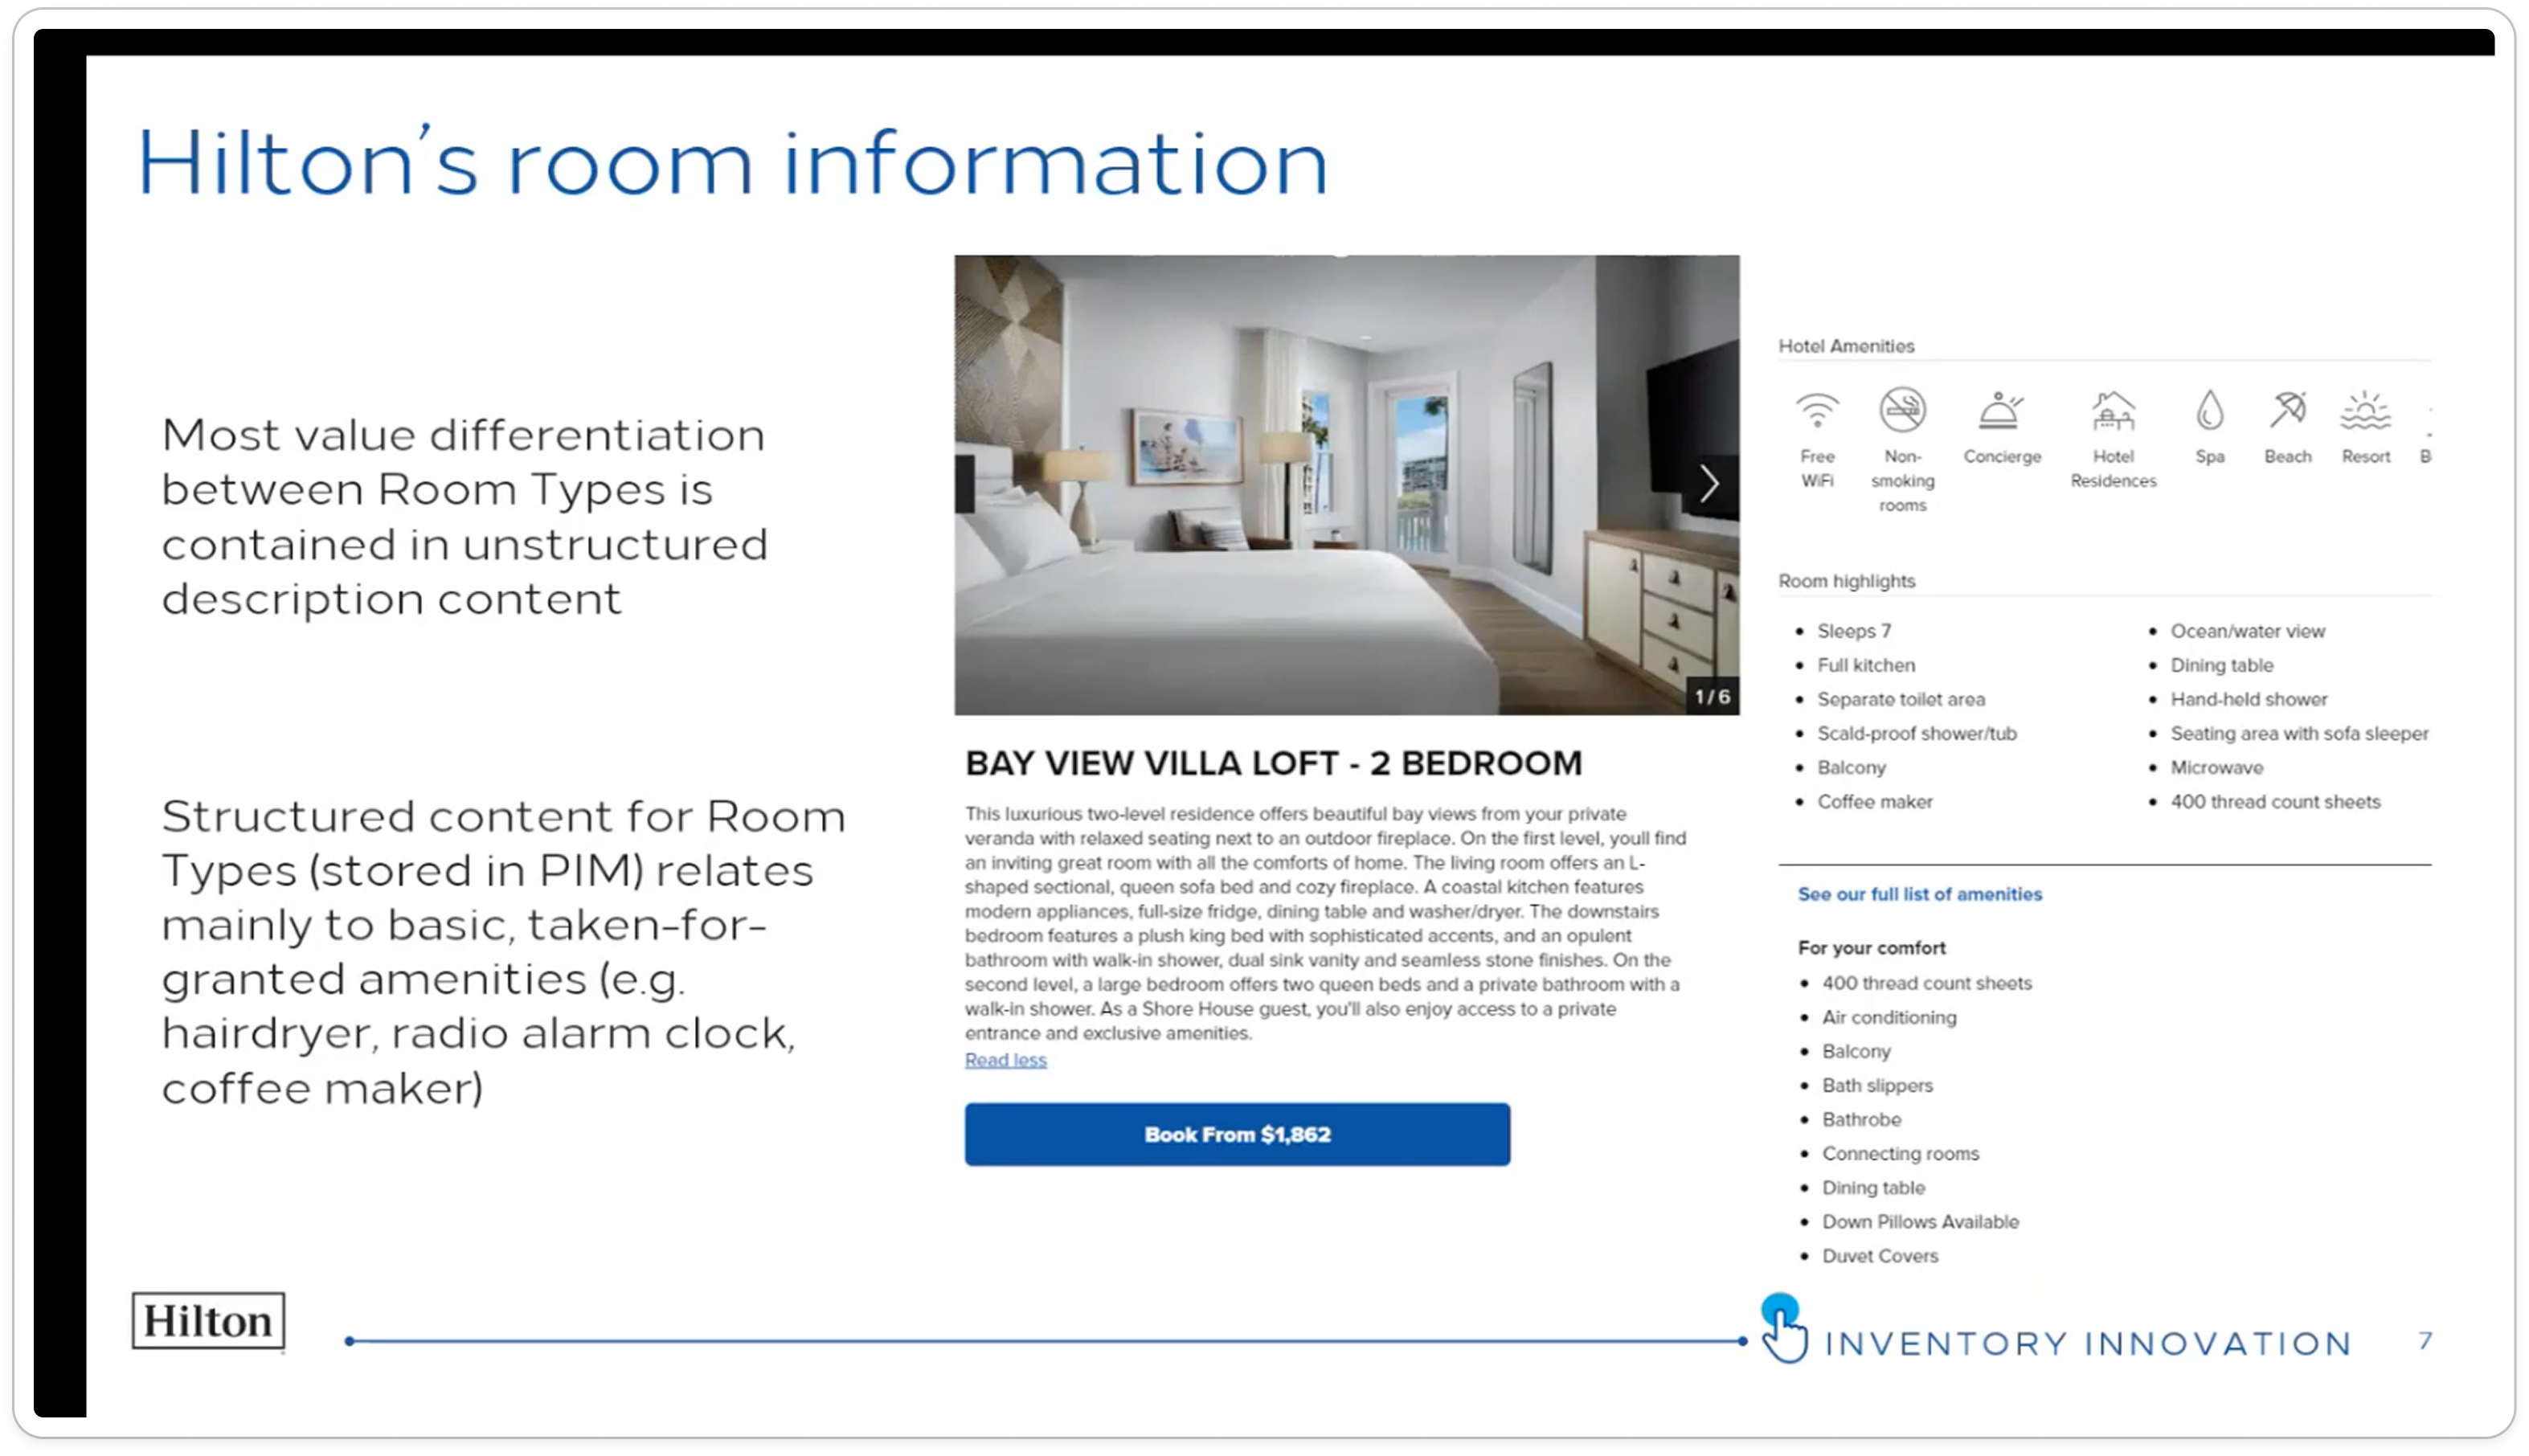 Hilton's room information
Most value differentiation
between Room Types is
contained in unstructured
description content
Structured content for Room
Types (stored in PIM) relates
mainly to basic, taken-for-
granted amenities (e.g.
hairdryer, radio alarm clock,
coffee maker)
1/6
BAY VIEW VILLA LOFT - 2 BEDROOM
This luxurious two-level residence offers beautiful bay views from your private
veranda with relaxed seating next to an outdoor fireplace. On the first level, youll find
an inviting great room with all the comforts of home. The living room offers an L-
shaped sectional, queen sofa bed and cozy fireplace. A coastal kitchen features
modern appliances, full-size fridge, dining table and washer/dryer. The downstairs
bedroom features a plush king bed with sophisticated accents, and an opulent
bathroom with walk-in shower, dual sink vanity and seamless stone finishes. On the
second level, a large bedroom offers two queen beds and a private bathroom with a
walk-in shower. As a Shore House guest, you'll also enjoy access to a private
entrance and exclusive amenities.
Read less
Book From $1,862
Hotel Amenities
Free
WiFi
Non-
smoking
rooms
Concierge
Hotel
Residences
Spa
Beach
Resort
B
Room highlights
Sleeps 7
Full kitchen
Separate toilet area
Scald-proof shower/tub
Balcony
Coffee maker
Ocean/water view
Dining table
Hand-held shower
Seating area with sofa sleeper
Microwave
400 thread count sheets
See our full list of amenities
For your comfort
400 thread count sheets
Air conditioning
Balcony
Bath slippers
Bathrobe
Connecting rooms
Dining table
Down Pillows Available
Duvet Covers
Hilton
INVENTORY INNOVATION
7